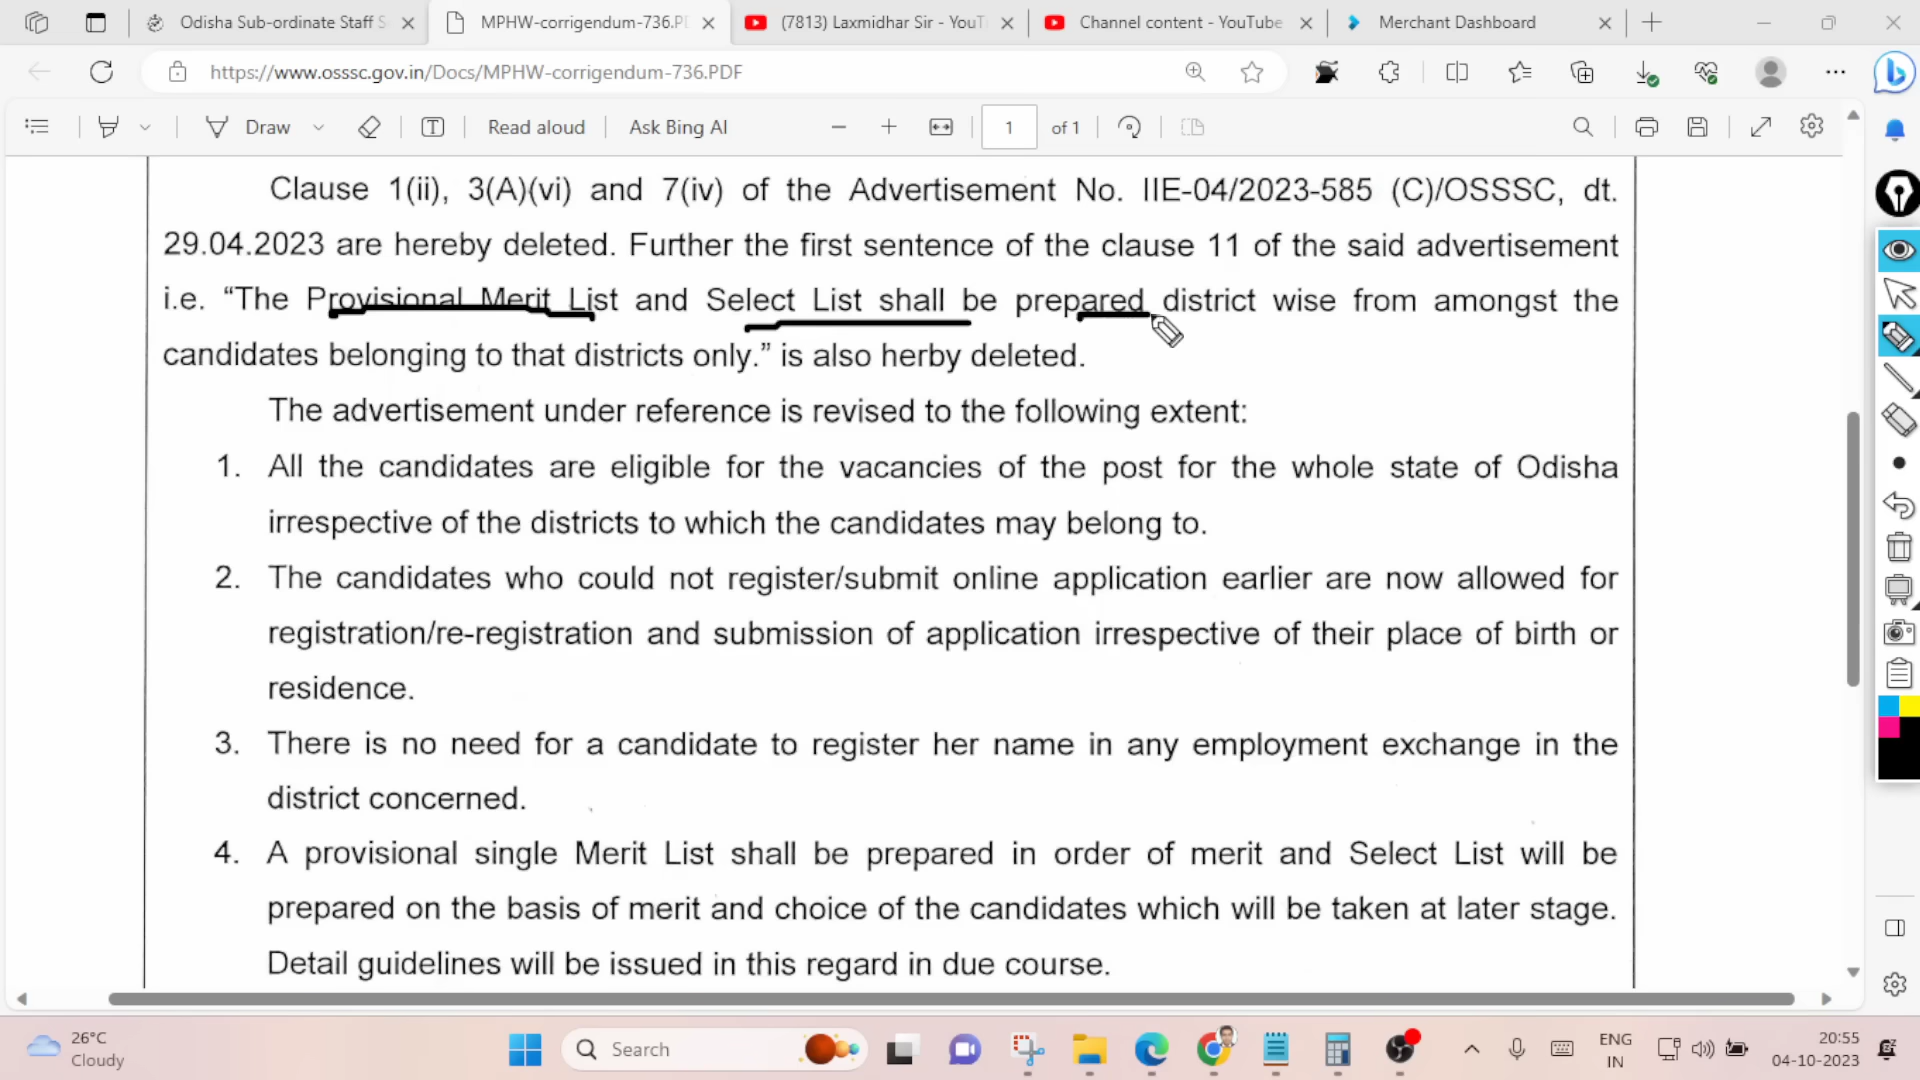 Odisha Sub-ordinate Staff S
MPHW-corrigendum-736.PD
(7813) Laxmidhar Sir - YouT
Channel content - YouTube
Merchant Dashboard
https://www.osssc.gov.in/Docs/MPHW-corrigendum-736.PDF
Draw
Read aloud
Ask Bing AI
1 of 1
Clause 1(ii), 3(A)(vi) and 7(iv) of the Advertisement No. IIE-04/2023-585 (C)/OSSSC, dt.
29.04.2023 are hereby deleted. Further the first sentence of the clause 11 of the said advertisement
i.e. “The Provisional Merit List and Select List shall be prepared district wise from amongst the
candidates belonging to that districts only.” is also herby deleted.
The advertisement under reference is revised to the following extent:
1. All the candidates are eligible for the vacancies of the post for the whole state of Odisha
irrespective of the districts to which the candidates may belong to.
2. The candidates who could not register/submit online application earlier are now allowed for
registration/re-registration and submission of application irrespective of their place of birth or
residence.
3. There is no need for a candidate to register her name in any employment exchange in the
district concerned.
4. A provisional single Merit List shall be prepared in order of merit and Select List will be
prepared on the basis of merit and choice of the candidates which will be taken at later stage.
Detail guidelines will be issued in this regard in due course.
26°C
Cloudy
Search
ENG
IN
20:55
04-10-2023